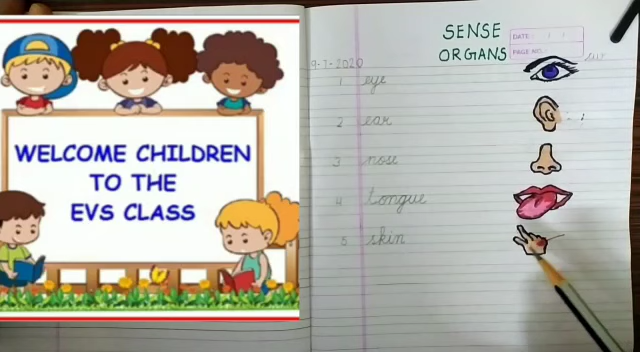 WELCOME CHILDREN
TO THE
EVS CLASS
SENSE
ORGANS
DATE: / /
PAGE NO.:
9-7-2020
1 eye
2 ear
3 nose
4 tongue
5 skin